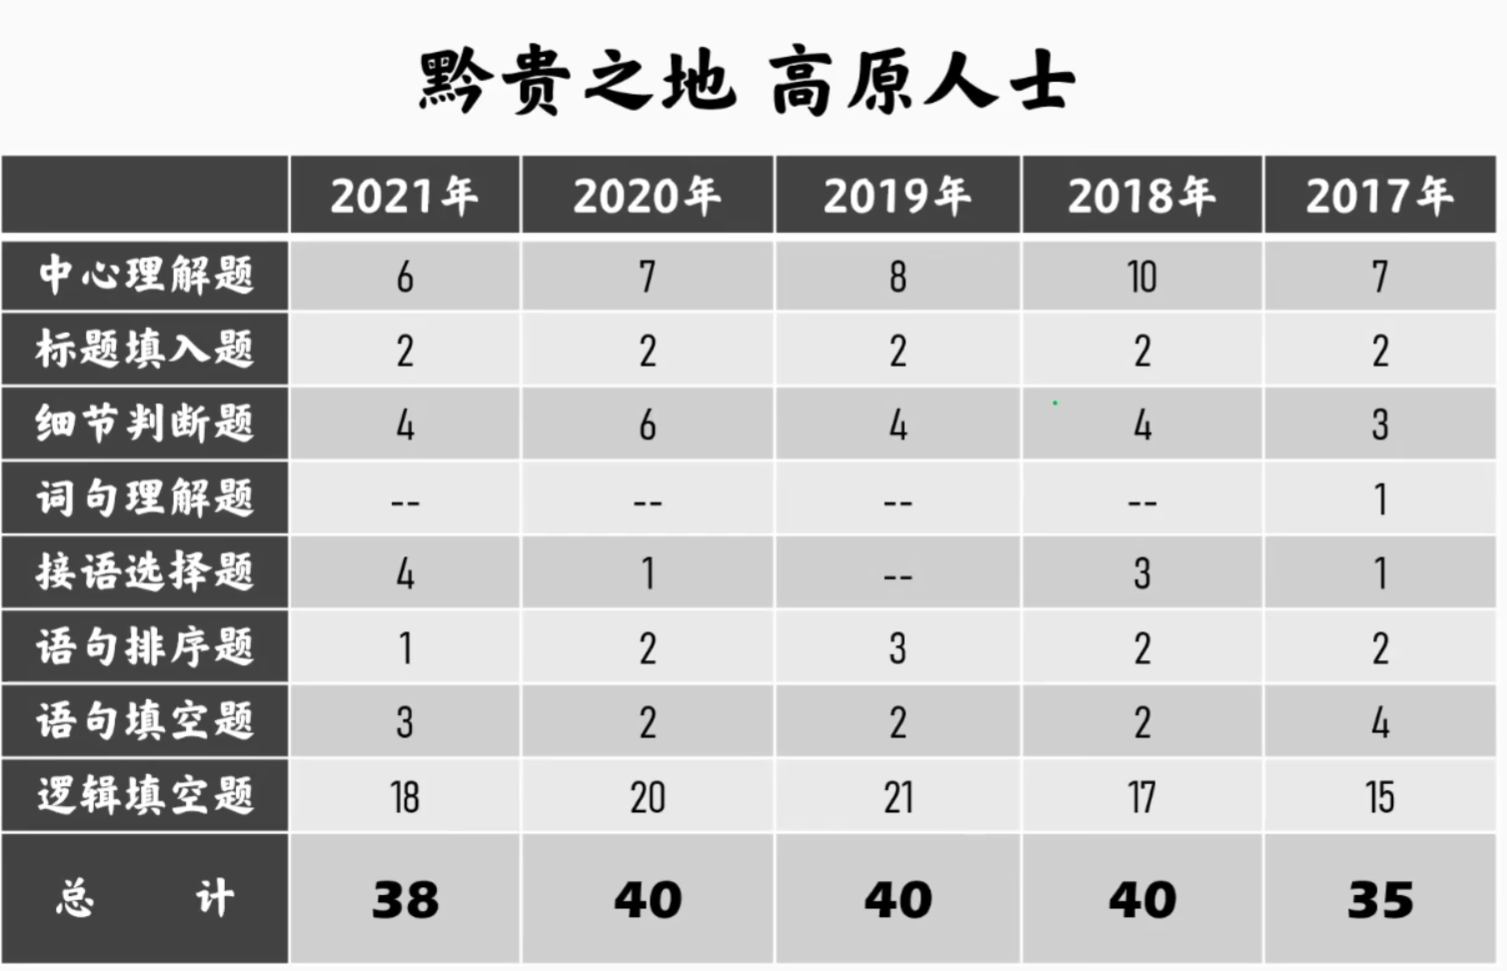 黔贵之地 高原人士
2021年 2020年 2019年 2018年 2017年
中心理解题 6 7 8 10 7
标题填入题 2 2 2 2 2
细节判断题 4 6 4 4 3
词句理解题 -- -- -- -- 1
接语选择题 4 1 -- 3 1
语句排序题 1 2 3 2 2
语句填空题 3 2 2 2 4
逻辑填空题 18 20 21 17 15
总 计 38 40 40 40 35